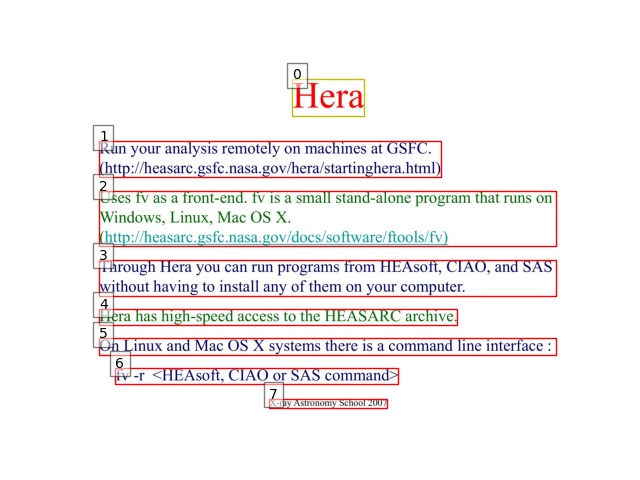 0
Hera
1
Run your analysis remotely on machines at GSFC.
(http://heasarc.gsfc.nasa.gov/hera/startinghera.html)
2
Uses fv as a front-end. fv is a small stand-alone program that runs on
Windows, Linux, Mac OS X.
(http://heasarc.gsfc.nasa.gov/docs/software/ftools/fv)
3
Through Hera you can run programs from HEAsoft, CIAO, and SAS
without having to install any of them on your computer.
4
Hera has high-speed access to the HEASARC archive.
5
On Linux and Mac OS X systems there is a command line interface :
6
fv -r  <HEAsoft, CIAO or SAS command>
7
X-ray Astronomy School 2007